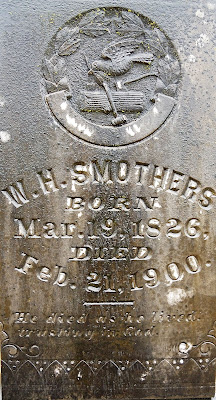 W. H. SMOTHERS
BORN
Mar. 19, 1826,
DIED
Feb. 21, 1900.
He died as he lived
trusting in God